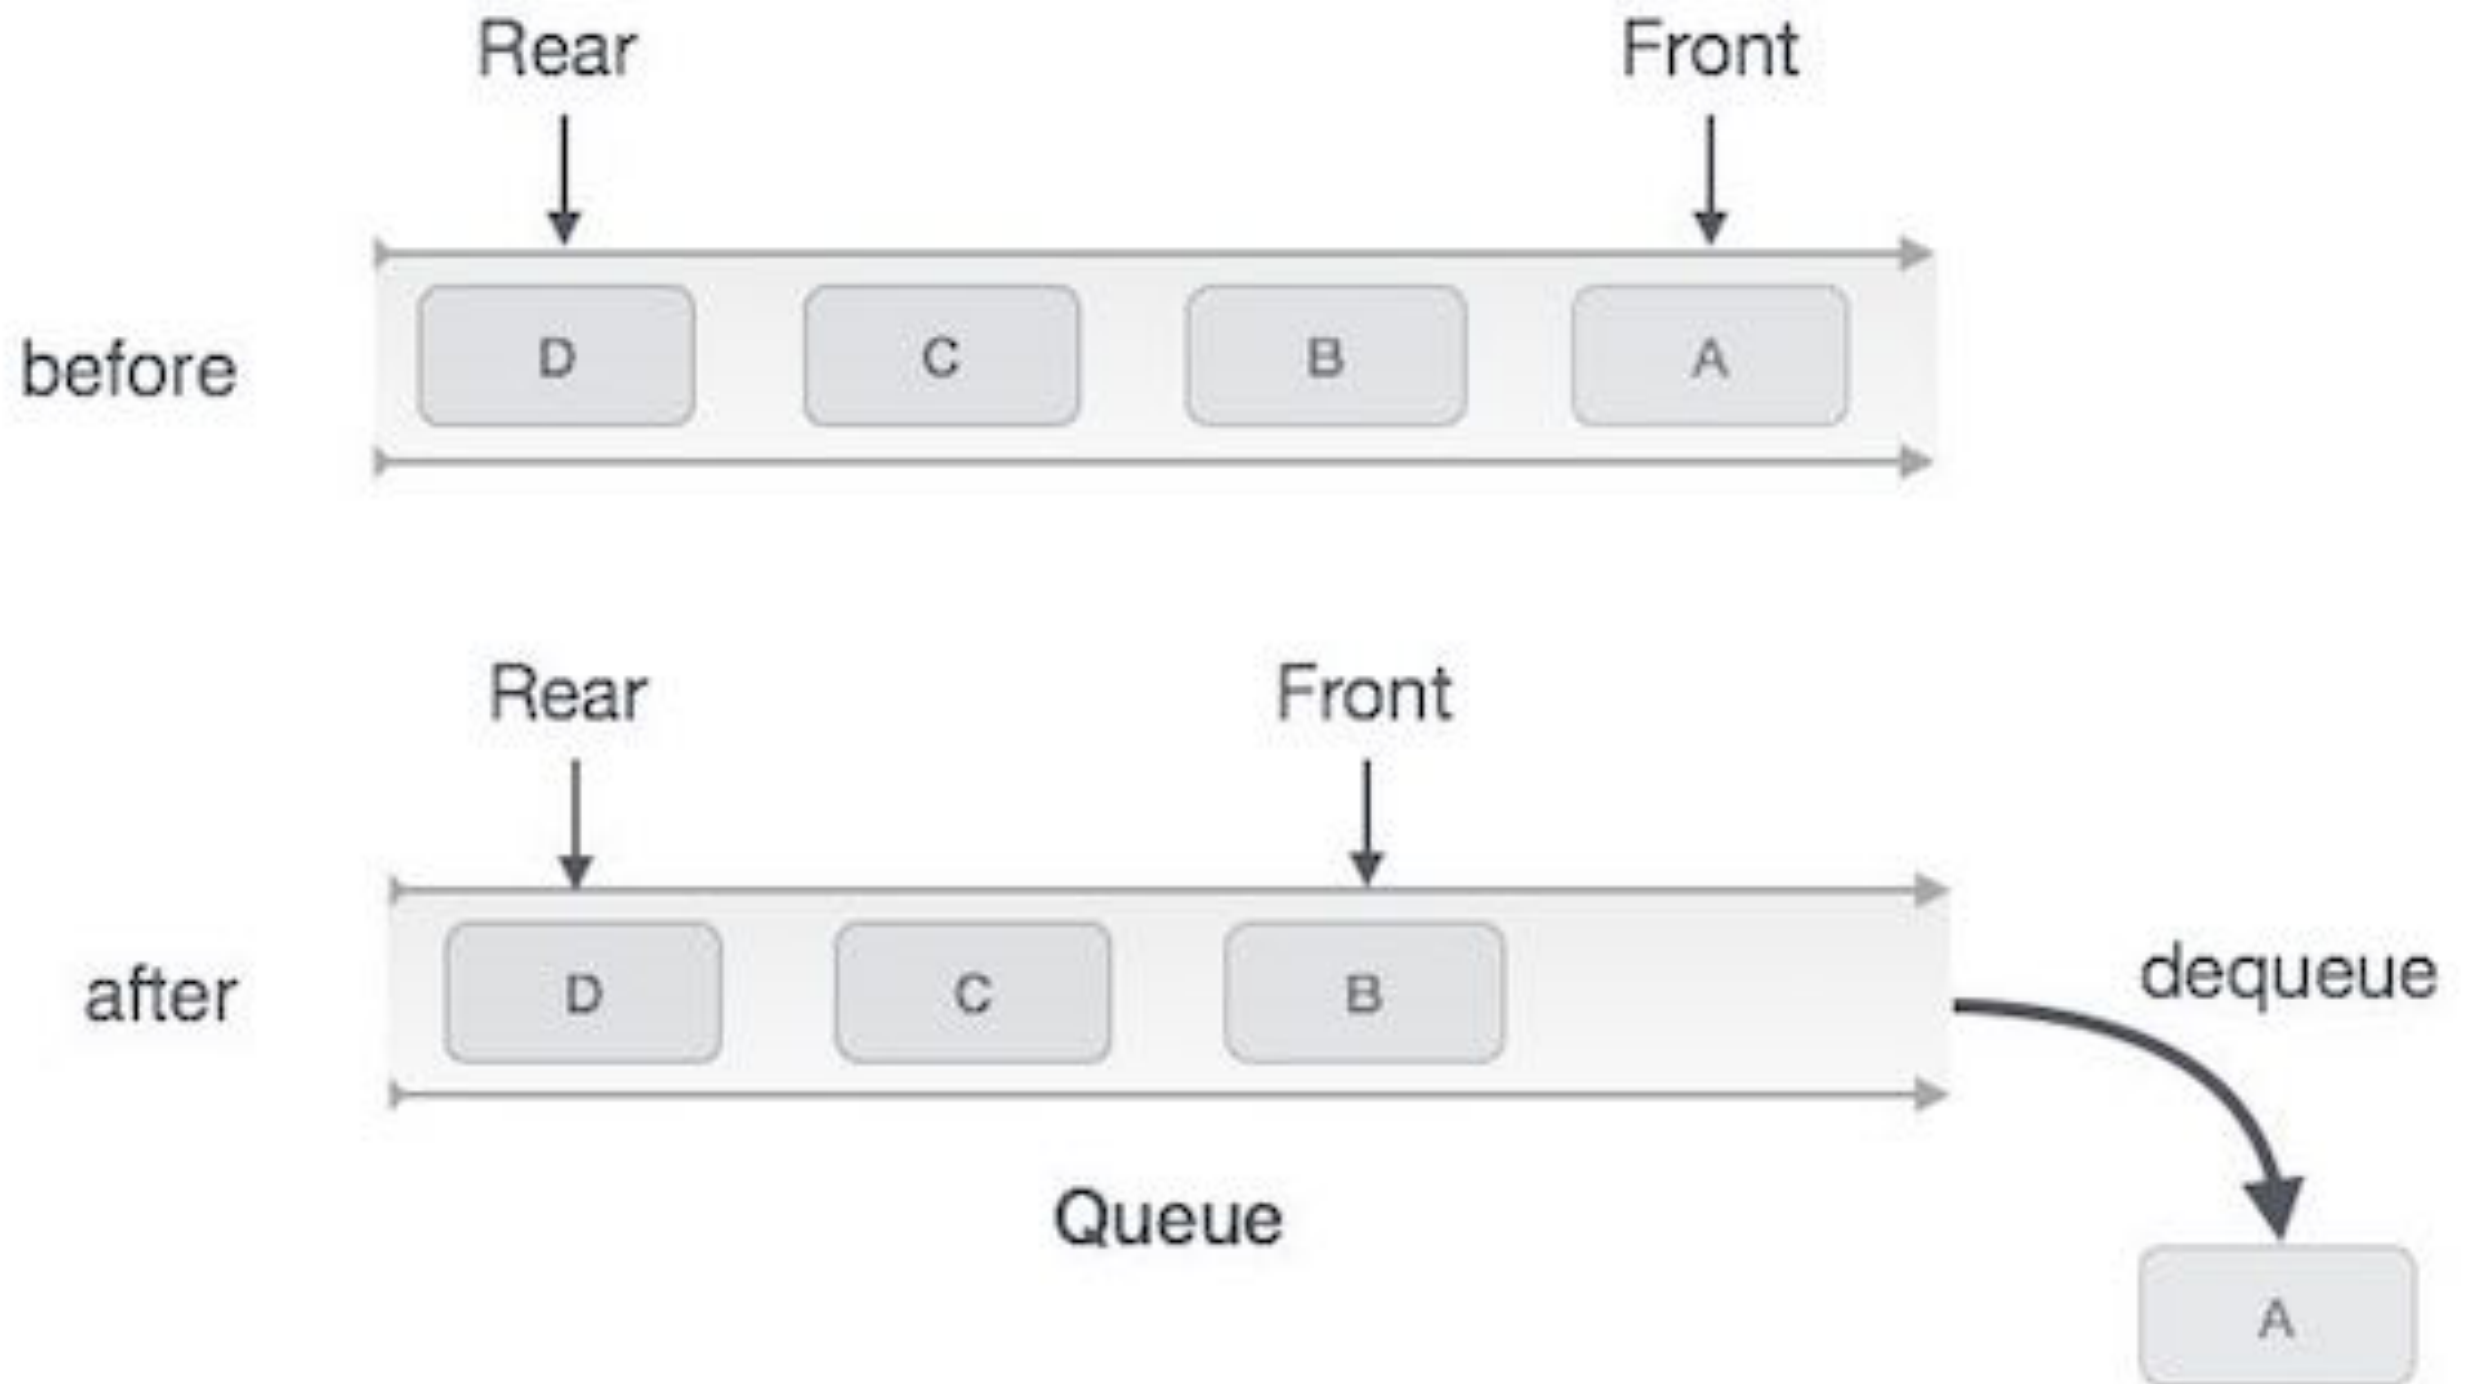 Rear Front
before D C B A
Rear Front
after D C B dequeue
Queue
A